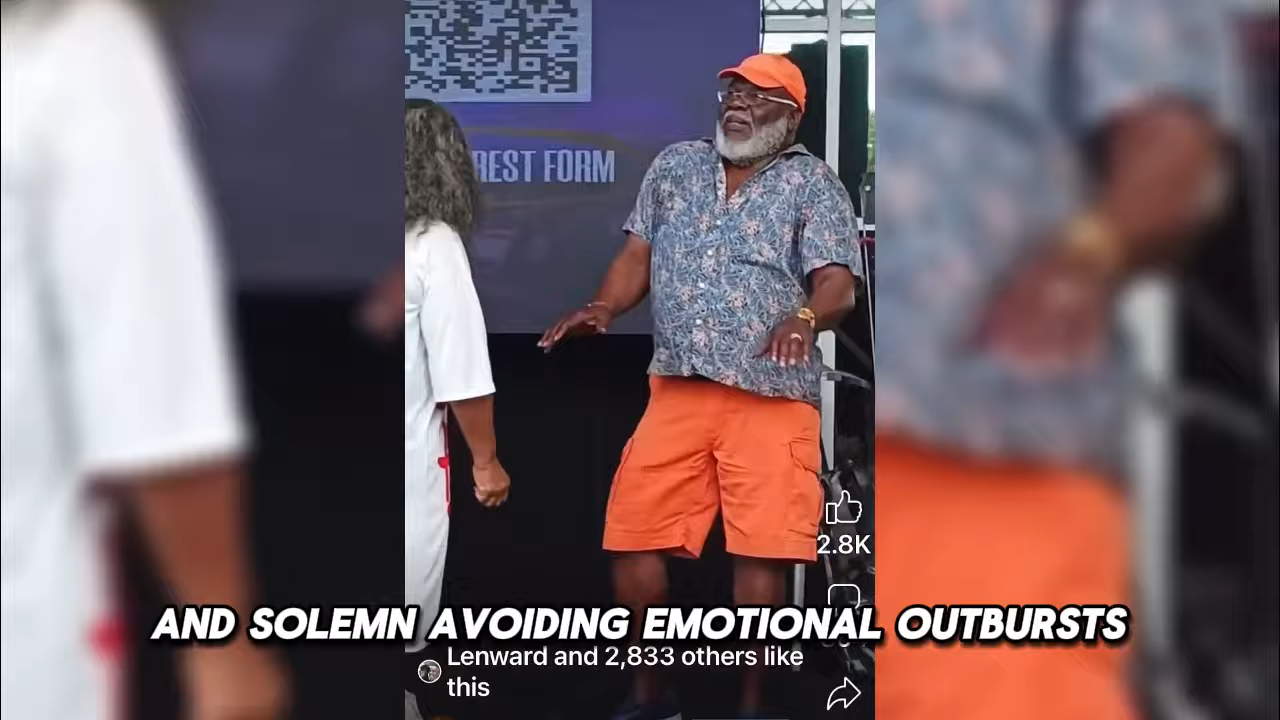 REST FORM
2.8K
AND SOLEMN AVOIDING EMOTIONAL OUTBURSTS
Lenward and 2,833 others like
this